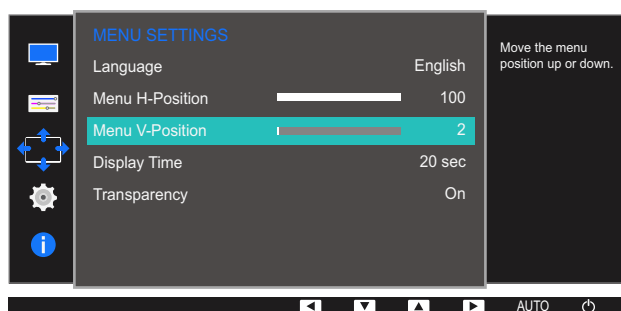 MENU SETTINGS
Language English
Menu H-Position 100
Menu V-Position 2
Display Time 20 sec
Transparency On
Move the menu
position up or down.
AUTO